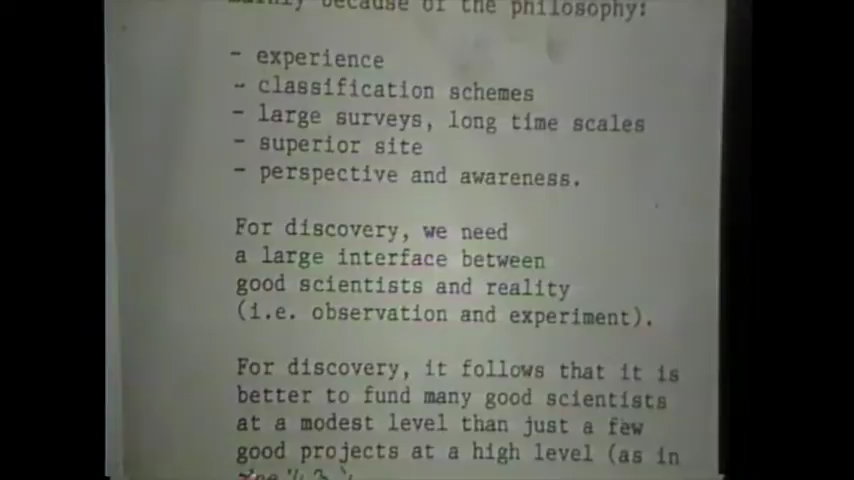 because of the philosophy:
- experience
- classification schemes
- large surveys, long time scales
- superior site
- perspective and awareness.
For discovery, we need
a large interface between
good scientists and reality
(i.e. observation and experiment).
For discovery, it follows that it is
better to fund many good scientists
at a modest level than just a few
good projects at a high level (as in